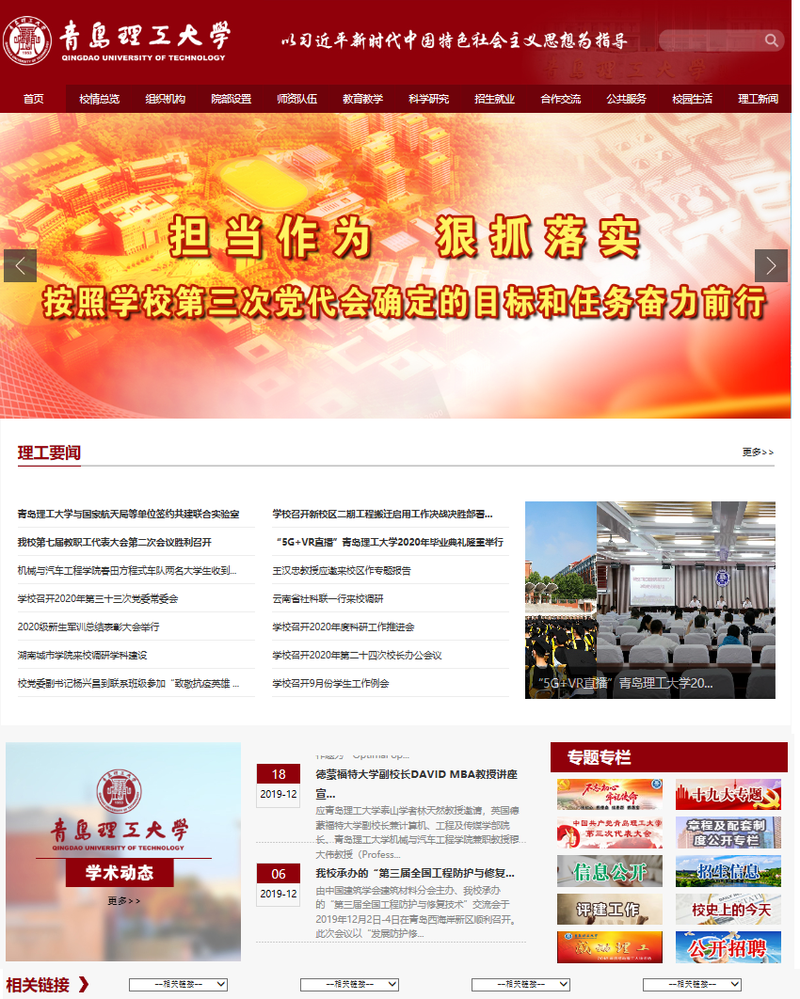 青岛理工大学
QINGDAO UNIVERSITY OF TECHNOLOGY
以习近平新时代中国特色社会主义思想为指导
首页 校情总览 组织机构 院部设置 师资队伍 教育教学 科学研究 招生就业 合作交流 公共服务 校园生活 理工新闻
担当作为 狠抓落实
按照学校第三次党代会确定的目标和任务奋力前行
理工要闻
更多>>
青岛理工大学与国家航天局等单位签约共建联合实验室
我校第七届教职工代表大会第二次会议胜利召开
机械与汽车工程学院春田方程式车队两名大学生收到...
学校召开2020年第三十三次党委常委会
2020级新生军训总结表彰大会举行
湖南城市学院来校调研学科建设
校党委副书记杨兴昌到联系班级参加“致敬抗疫英雄 ...
学校召开新校区二期工程搬迁启用工作决战决胜部署...
“5G+VR直播”青岛理工大学2020年毕业典礼隆重举行
王汉忠教授应邀来校区作专题报告
云南省社科联一行来校调研
学校召开2020年度科研工作推进会
学校召开2020年第二十四次校长办公会议
学校召开9月份学生工作例会
“5G+VR直播”青岛理工大学20...
青岛理工大学
QINGDAO UNIVERSITY OF TECHNOLOGY
学术动态
更多>>
18
2019-12
德蒙福特大学副校长DAVID MBA教授讲座
宣...
应青岛理工大学泰山学者林天然教授邀请，英国德
蒙福特大学副校长兼计算机、工程及传媒学部院
长、青岛理工大学机械与汽车工程学院兼职教授穆...
大伟教授（Profess...
06
2019-12
我校承办的“第三届全国工程防护与修复...
由中国建筑学会建筑材料分会主办、我校承办
的“第三届全国工程防护与修复技术”交流会于
2019年12月2日-4日在青岛西海岸新区顺利召开。
此次会议以“发展防护修...
专题专栏
不忘初心
牢记使命
十九大专题
中国共产党青岛理工大学
第三次代表大会
章程及配套制
度公开专栏
信息公开
招生信息
评建工作
校史上的今天
感动理工
公开招聘
相关链接
--相关链接-- --相关链接-- --相关链接-- --相关链接--